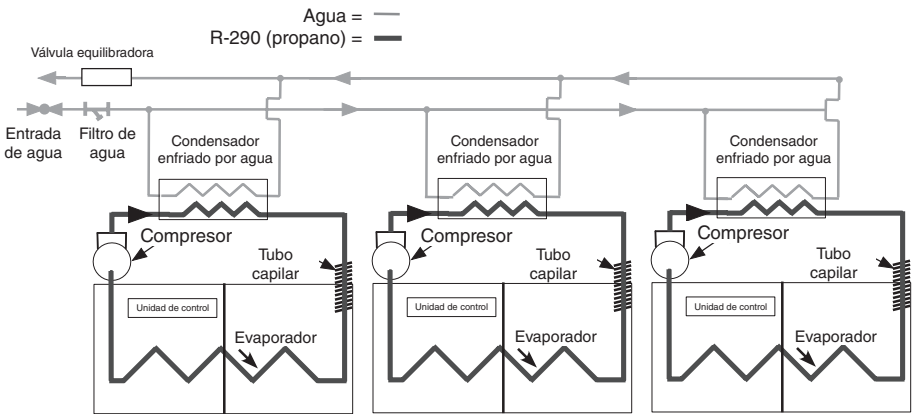 Agua =
R-290 (propano) =
Válvula equilibradora
Entrada
de agua
Filtro de
agua
Condensador
enfriado por agua
Condensador
enfriado por agua
Condensador
enfriado por agua
Compresor
Tubo
capilar
Compresor
Tubo
capilar
Compresor
Tubo
capilar
Unidad de control
Evaporador
Unidad de control
Evaporador
Unidad de control
Evaporador